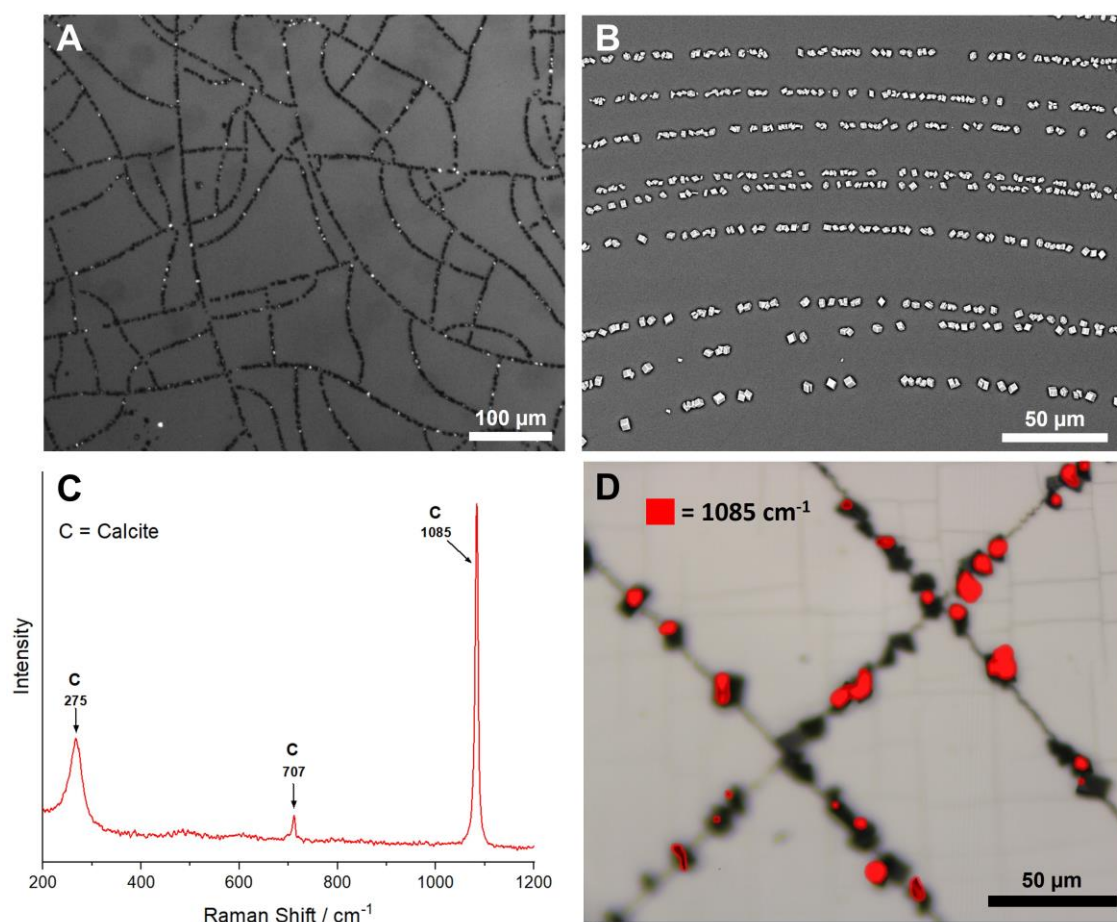 A
100 µm
B
50 µm
C
C = Calcite
C
1085
C
275
C
707
Intensity
200
400
600
800
1000
1200
Raman Shift / cm⁻¹
D
= 1085 cm⁻¹
50 µm